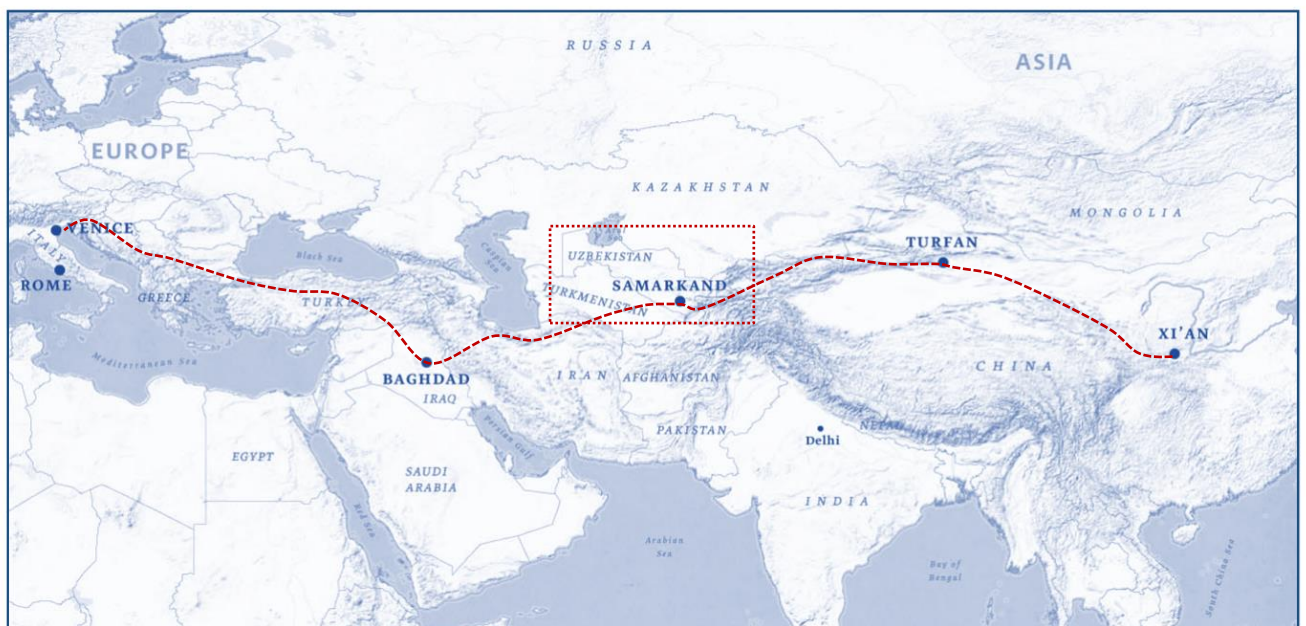 RUSSIA
ASIA
EUROPE
KAZAKHSTAN
MONGOLIA
VENICE
ITALY
TURFAN
Black Sea
Caspian
Sea
UZBEKISTAN
ROME
SAMARKAND
GREECE
TURKEY
TURKMENISTAN
XI’AN
Mediterranean Sea
BAGHDAD
IRAQ
IRAN
AFGHANISTAN
CHINA
Persian Gulf
PAKISTAN
NEPAL
Delhi
EGYPT
SAUDI
ARABIA
INDIA
Red Sea
Arabian
Sea
Bay of
Bengal
South China Sea